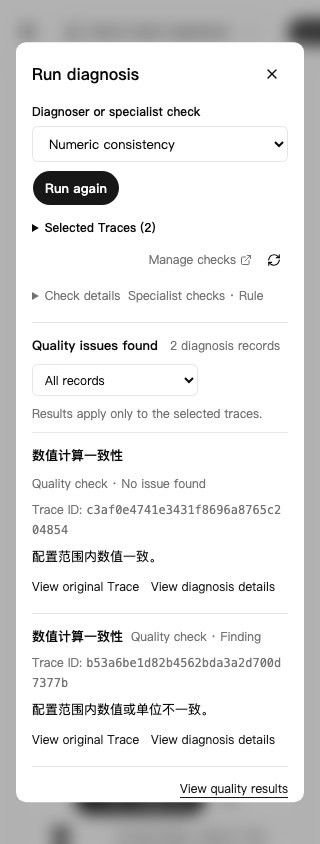 Run diagnosis
Diagnoser or specialist check
Numeric consistency
Run again
Selected Traces (2)
Manage checks
Check details Specialist checks · Rule
Quality issues found 2 diagnosis records
All records
Results apply only to the selected traces.
数值计算一致性
Quality check · No issue found
Trace ID: c3af0e4741e3431f8696a8765c2
04854
配置范围内数值一致。
View original Trace View diagnosis details
数值计算一致性 Quality check · Finding
Trace ID: b53a6be1d82b4562bda3a2d700d
7377b
配置范围内数值或单位不一致。
View original Trace View diagnosis details
View quality results